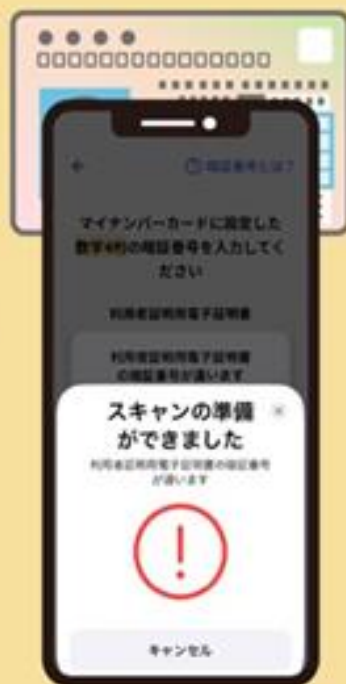 暗証番号とは？
マイナンバーカードに設定した
数字4桁の暗証番号を入力してく
ださい
利用者証明用電子証明書
利用者証明用電子証明書
の暗証番号が違います
スキャンの準備
ができました
利用者証明用電子証明書の暗証番号
が違います
キャンセル